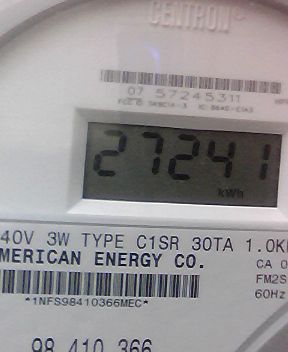 CENTRON®
07 57245311
27241
kWh
40V 3W TYPE C1SR 30TA 1.0K
MERICAN ENERGY CO.
CA 0
FM2S
60Hz
*1NFS98410366MEC*
98 410 366